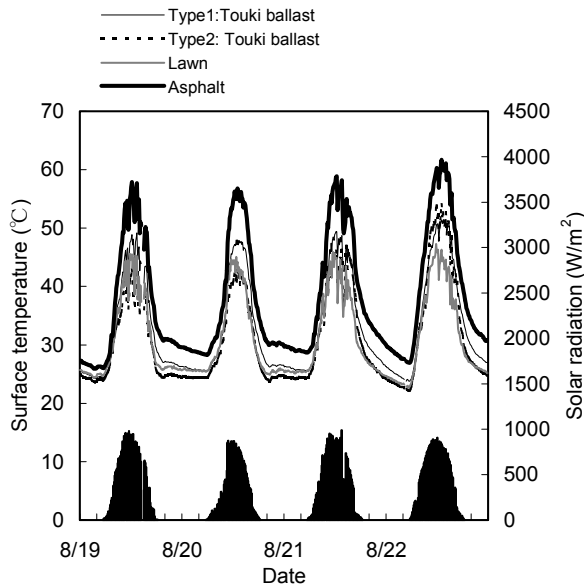 Type1:Touki ballast
Type2: Touki ballast
Lawn
Asphalt
70
60
50
40
30
20
10
0
Surface temperature (℃)
4500
4000
3500
3000
2500
2000
1500
1000
500
0
Solar radiation (W/m²)
8/19 8/20 8/21 8/22
Date